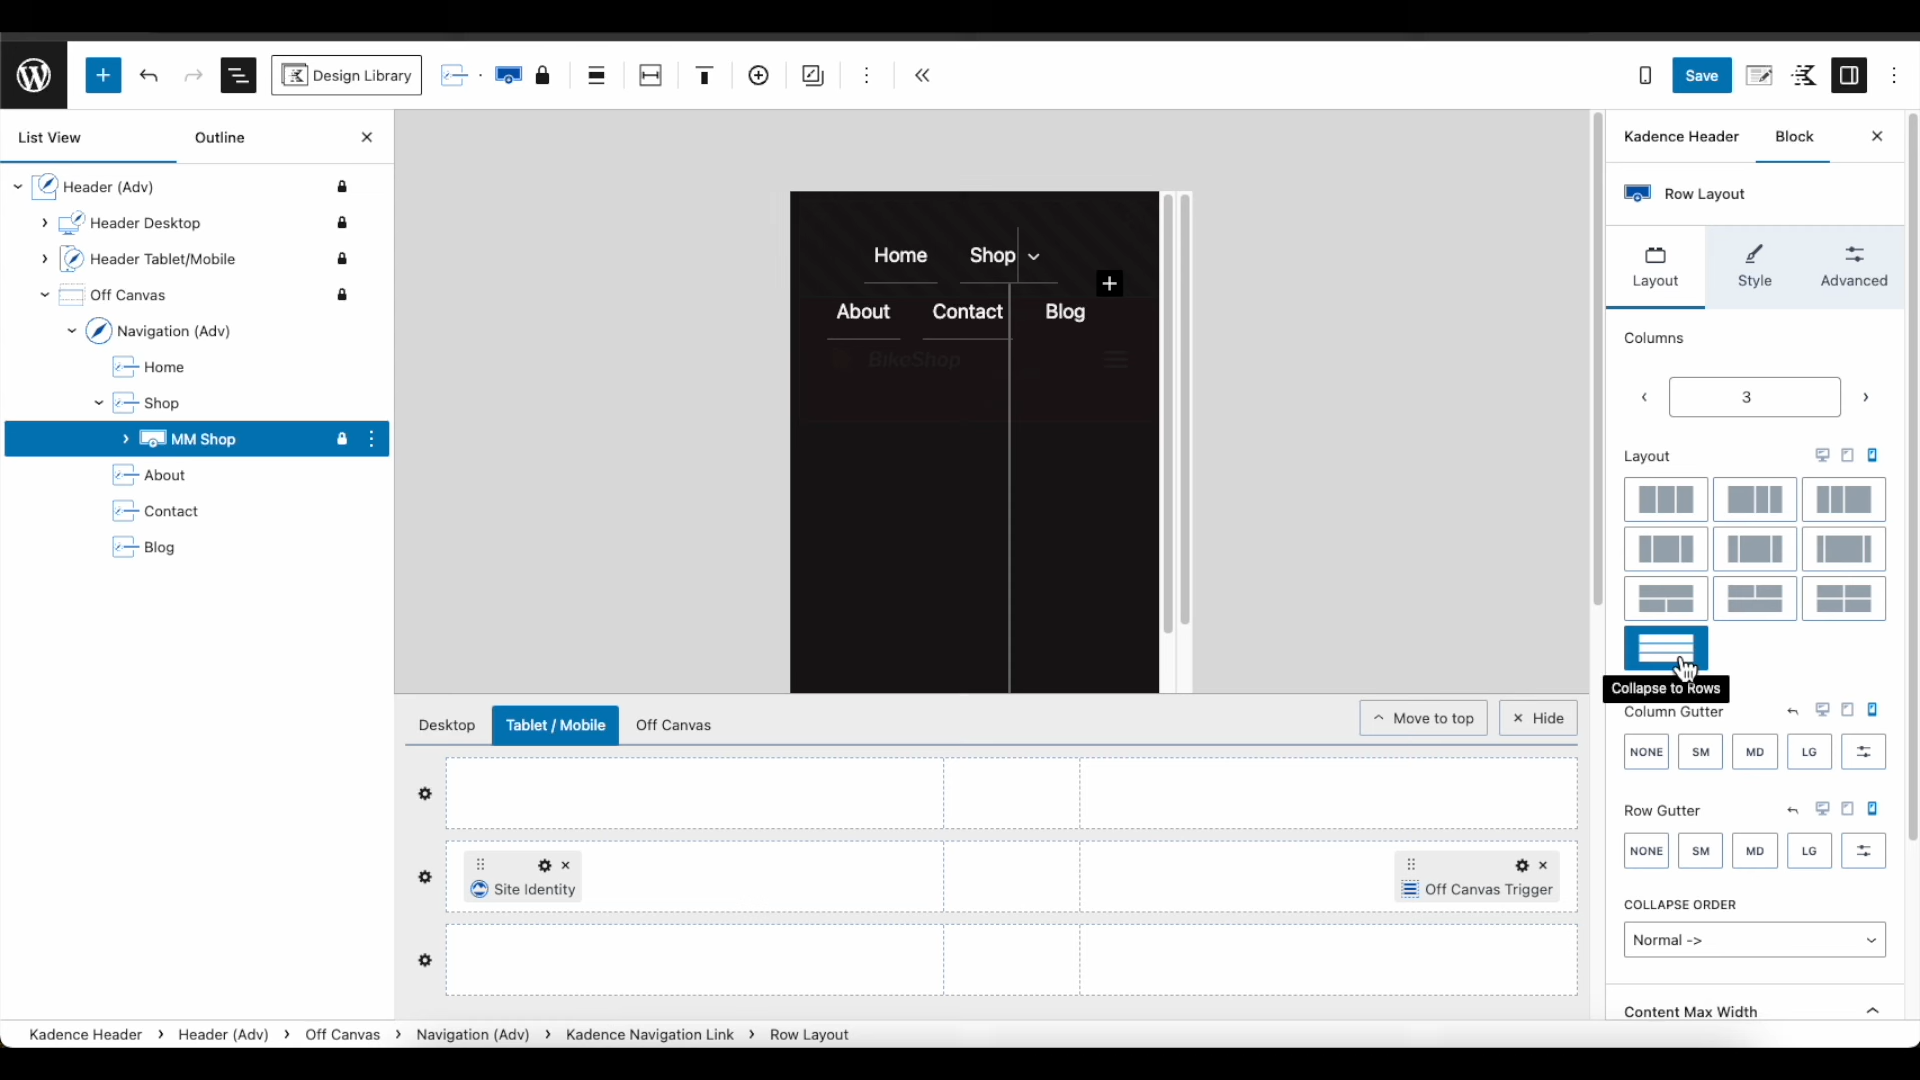 Design Library
Save
List View
Outline
Header (Adv)
Header Desktop
Header Tablet/Mobile
Off Canvas
Navigation (Adv)
Home
Shop
MM Shop
About
Contact
Blog
Home
Shop
About
Contact
Blog
BikeShop
Desktop
Tablet / Mobile
Off Canvas
Move to top
Hide
Site Identity
Off Canvas Trigger
Kadence Header
Block
Row Layout
Layout
Style
Advanced
Columns
3
Layout
Collapse to Rows
Column Gutter
NONE
SM
MD
LG
Row Gutter
NONE
SM
MD
LG
COLLAPSE ORDER
Normal ->
Content Max Width
Kadence Header > Header (Adv) > Off Canvas > Navigation (Adv) > Kadence Navigation Link > Row Layout